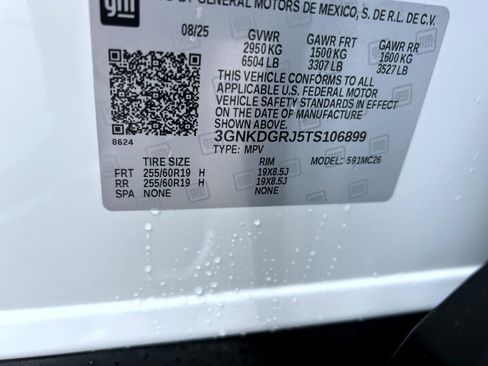 gm
BY GENERAL MOTORS DE MEXICO, S. DE R.L. DE C.V.
08/25 GVWR GAWR FRT GAWR RR
2950 KG 1500 KG 1600 KG
6504 LB 3307 LB 3527 LB
THIS VEHICLE CONFORMS TO ALL
APPLICABLE U.S. FEDERAL MOTOR
VEHICLE SAFETY STANDARDS IN EFFECT
ON THE DATE OF MANUFACTURE
SHOWN ABOVE.
3GNKDGRJ5TS106899
8624 TYPE: MPV
TIRE SIZE RIM MODEL: 591MC26
FRT 255/60R19 H 19X8.5J
RR 255/60R19 H 19X8.5J
SPA NONE NONE